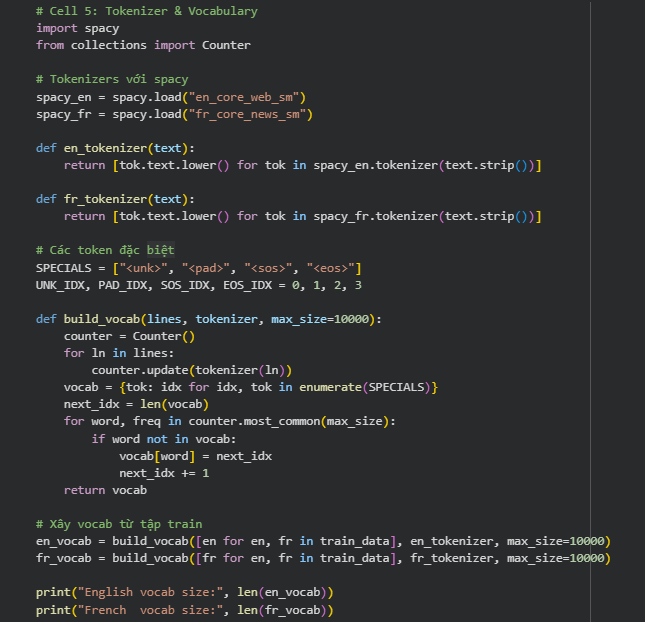 # Cell 5: Tokenizer & Vocabulary
import spacy
from collections import Counter

# Tokenizers với spacy
spacy_en = spacy.load("en_core_web_sm")
spacy_fr = spacy.load("fr_core_news_sm")

def en_tokenizer(text):
    return [tok.text.lower() for tok in spacy_en.tokenizer(text.strip())]

def fr_tokenizer(text):
    return [tok.text.lower() for tok in spacy_fr.tokenizer(text.strip())]

# Các token đặc biệt
SPECIALS = ["<unk>", "<pad>", "<sos>", "<eos>"]
UNK_IDX, PAD_IDX, SOS_IDX, EOS_IDX = 0, 1, 2, 3

def build_vocab(lines, tokenizer, max_size=10000):
    counter = Counter()
    for ln in lines:
        counter.update(tokenizer(ln))
    vocab = {tok: idx for idx, tok in enumerate(SPECIALS)}
    next_idx = len(vocab)
    for word, freq in counter.most_common(max_size):
        if word not in vocab:
            vocab[word] = next_idx
            next_idx += 1
    return vocab

# Xây vocab từ tập train
en_vocab = build_vocab([en for en, fr in train_data], en_tokenizer, max_size=10000)
fr_vocab = build_vocab([fr for en, fr in train_data], fr_tokenizer, max_size=10000)

print("English vocab size:", len(en_vocab))
print("French  vocab size:", len(fr_vocab))